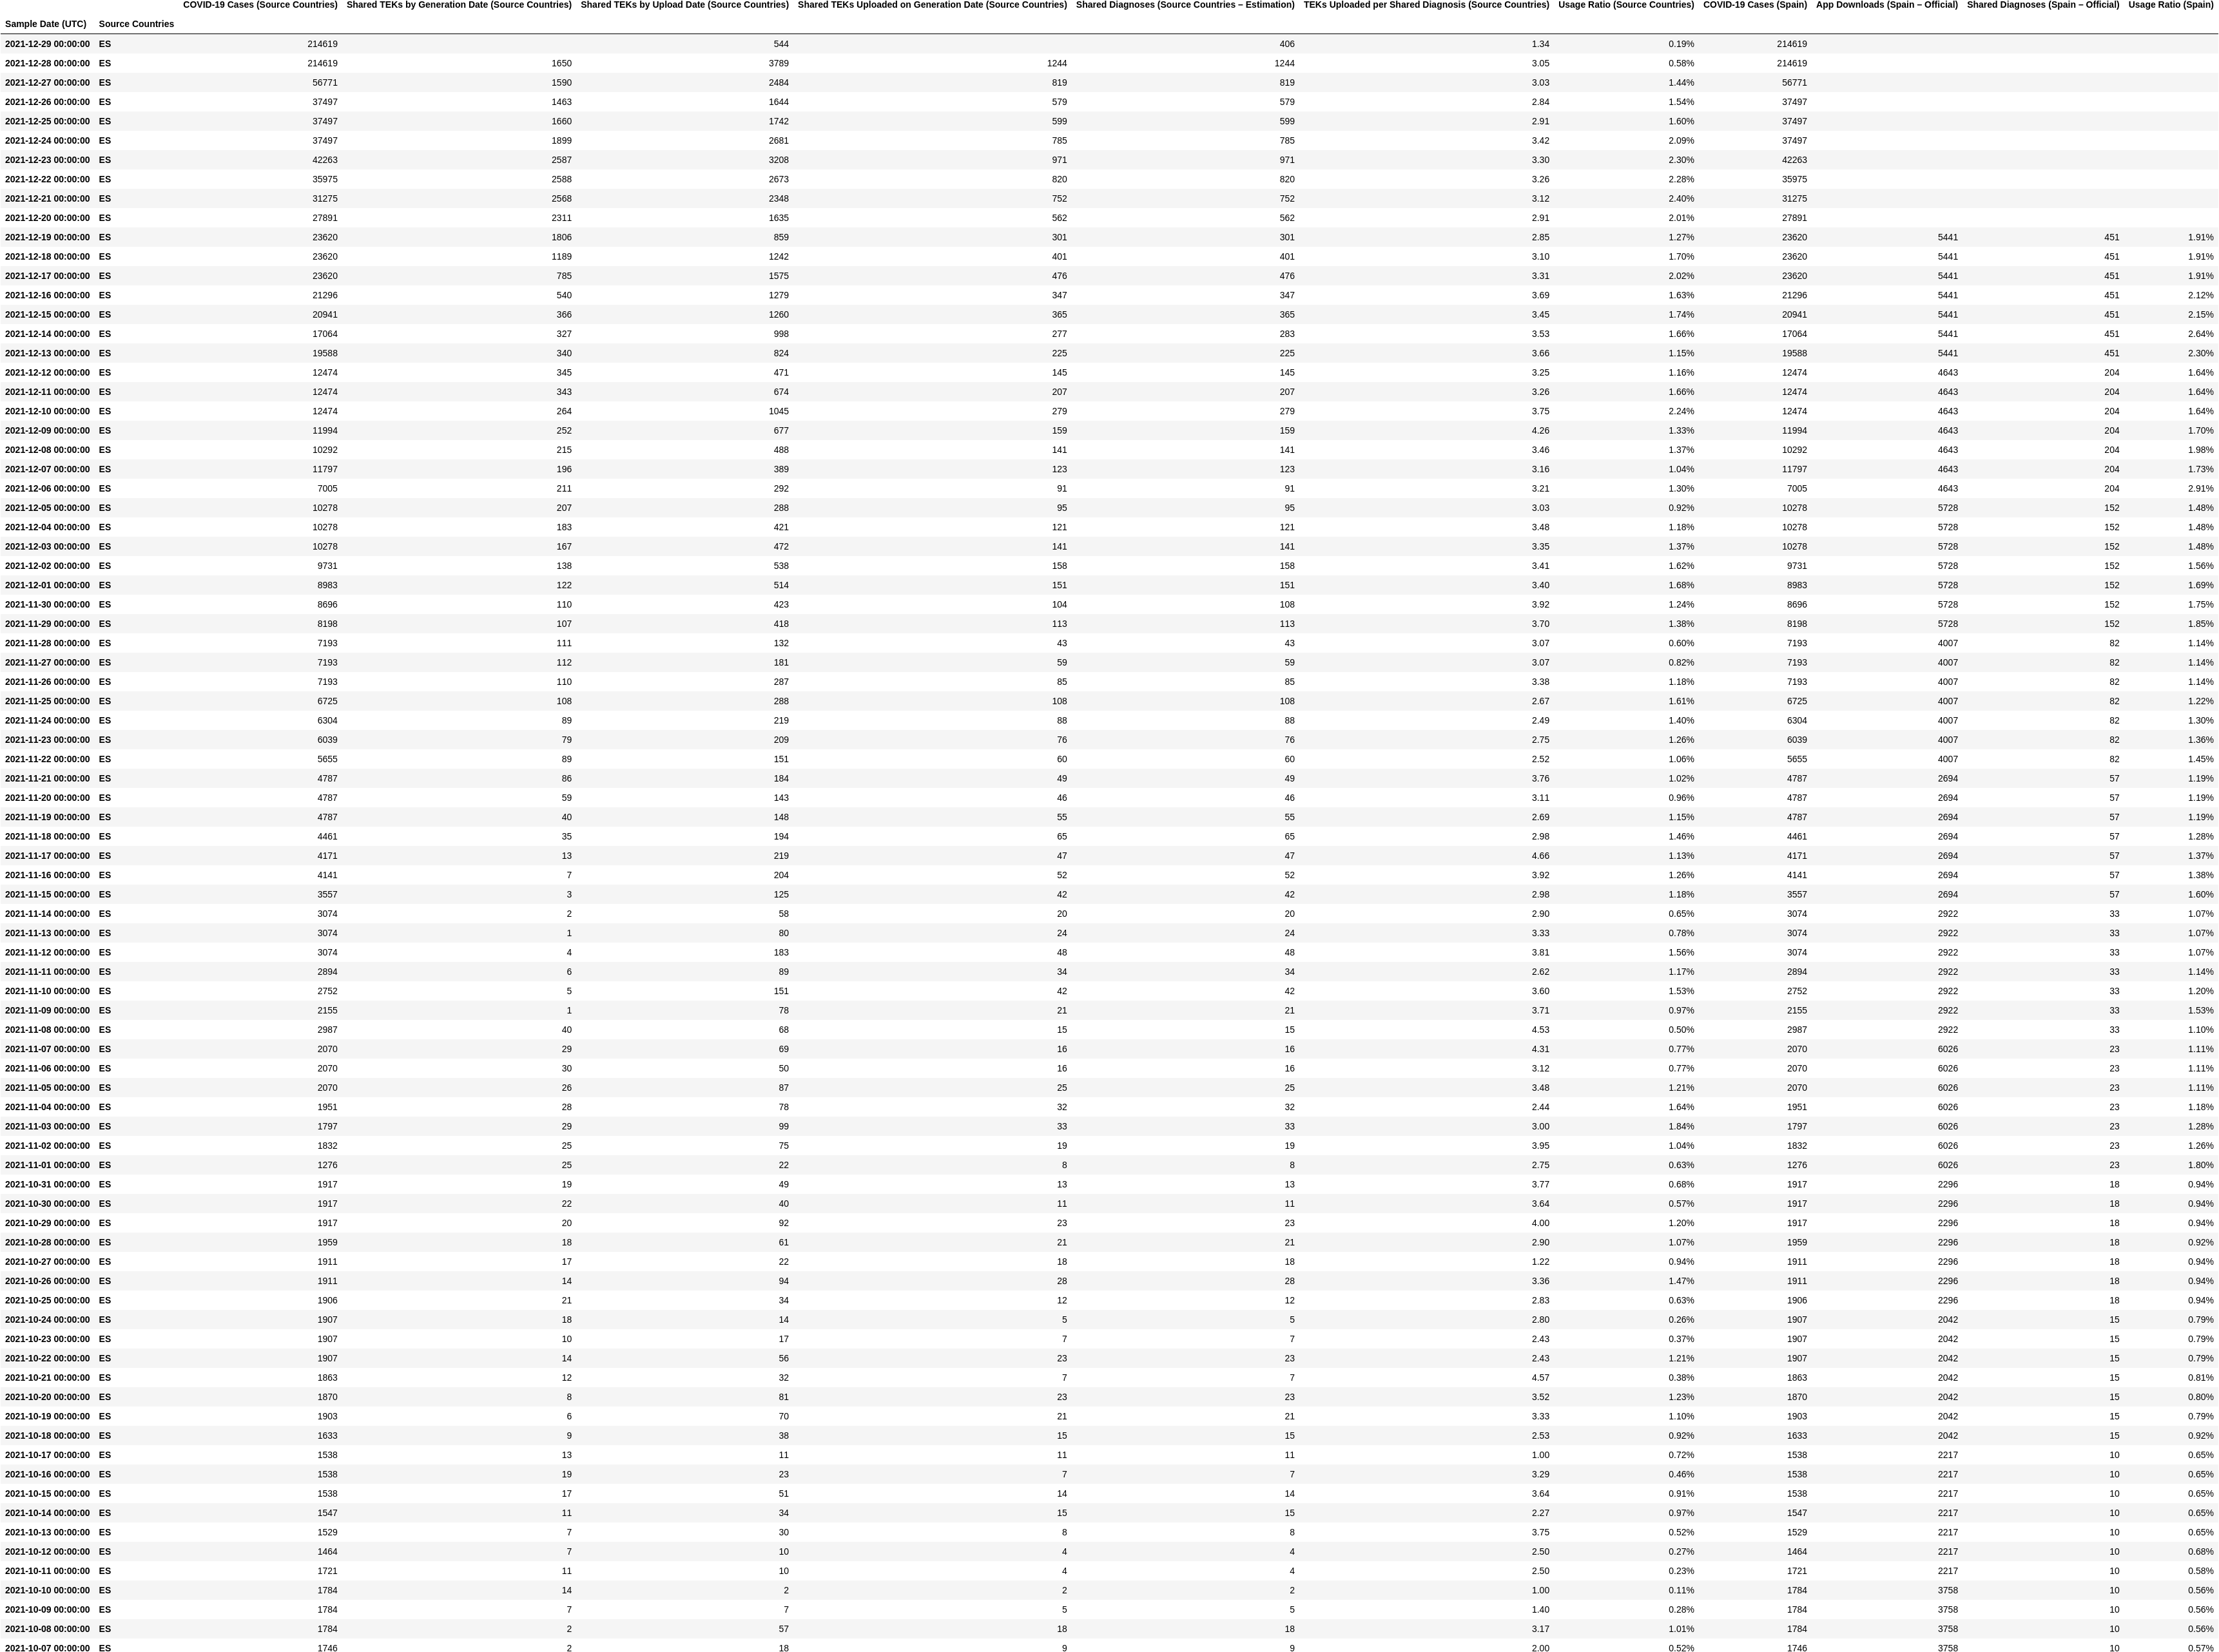 COVID-19 Cases (Source Countries) Shared TEKs by Generation Date (Source Countries) Shared TEKs by Upload Date (Source Countries) Shared TEKs Uploaded on Generation Date (Source Countries) Shared Diagnoses (Source Countries – Estimation) TEKs Uploaded per Shared Diagnosis (Source Countries) Usage Ratio (Source Countries) COVID-19 Cases (Spain) App Downloads (Spain – Official) Shared Diagnoses (Spain – Official) Usage Ratio (Spain)
Sample Date (UTC) Source Countries
2021-12-29 00:00:00 ES 214619 544 406 1.34 0.19% 214619
2021-12-28 00:00:00 ES 214619 1650 3789 1244 1244 3.05 0.58% 214619
2021-12-27 00:00:00 ES 56771 1590 2484 819 819 3.03 1.44% 56771
2021-12-26 00:00:00 ES 37497 1463 1644 579 579 2.84 1.54% 37497
2021-12-25 00:00:00 ES 37497 1660 1742 599 599 2.91 1.60% 37497
2021-12-24 00:00:00 ES 37497 1899 2681 785 785 3.42 2.09% 37497
2021-12-23 00:00:00 ES 42263 2587 3208 971 971 3.30 2.30% 42263
2021-12-22 00:00:00 ES 35975 2588 2673 820 820 3.26 2.28% 35975
2021-12-21 00:00:00 ES 31275 2568 2348 752 752 3.12 2.40% 31275
2021-12-20 00:00:00 ES 27891 2311 1635 562 562 2.91 2.01% 27891
2021-12-19 00:00:00 ES 23620 1806 859 301 301 2.85 1.27% 23620 5441 451 1.91%
2021-12-18 00:00:00 ES 23620 1189 1242 401 401 3.10 1.70% 23620 5441 451 1.91%
2021-12-17 00:00:00 ES 23620 785 1575 476 476 3.31 2.02% 23620 5441 451 1.91%
2021-12-16 00:00:00 ES 21296 540 1279 347 347 3.69 1.63% 21296 5441 451 2.12%
2021-12-15 00:00:00 ES 20941 366 1260 365 365 3.45 1.74% 20941 5441 451 2.15%
2021-12-14 00:00:00 ES 17064 327 998 277 283 3.53 1.66% 17064 5441 451 2.64%
2021-12-13 00:00:00 ES 19588 340 824 225 225 3.66 1.15% 19588 5441 451 2.30%
2021-12-12 00:00:00 ES 12474 345 471 145 145 3.25 1.16% 12474 4643 204 1.64%
2021-12-11 00:00:00 ES 12474 343 674 207 207 3.26 1.66% 12474 4643 204 1.64%
2021-12-10 00:00:00 ES 12474 264 1045 279 279 3.75 2.24% 12474 4643 204 1.64%
2021-12-09 00:00:00 ES 11994 252 677 159 159 4.26 1.33% 11994 4643 204 1.70%
2021-12-08 00:00:00 ES 10292 215 488 141 141 3.46 1.37% 10292 4643 204 1.98%
2021-12-07 00:00:00 ES 11797 196 389 123 123 3.16 1.04% 11797 4643 204 1.73%
2021-12-06 00:00:00 ES 7005 211 292 91 91 3.21 1.30% 7005 4643 204 2.91%
2021-12-05 00:00:00 ES 10278 207 288 95 95 3.03 0.92% 10278 5728 152 1.48%
2021-12-04 00:00:00 ES 10278 183 421 121 121 3.48 1.18% 10278 5728 152 1.48%
2021-12-03 00:00:00 ES 10278 167 472 141 141 3.35 1.37% 10278 5728 152 1.48%
2021-12-02 00:00:00 ES 9731 138 538 158 158 3.41 1.62% 9731 5728 152 1.56%
2021-12-01 00:00:00 ES 8983 122 514 151 151 3.40 1.68% 8983 5728 152 1.69%
2021-11-30 00:00:00 ES 8696 110 423 104 108 3.92 1.24% 8696 5728 152 1.75%
2021-11-29 00:00:00 ES 8198 107 418 113 113 3.70 1.38% 8198 5728 152 1.85%
2021-11-28 00:00:00 ES 7193 111 132 43 43 3.07 0.60% 7193 4007 82 1.14%
2021-11-27 00:00:00 ES 7193 112 181 59 59 3.07 0.82% 7193 4007 82 1.14%
2021-11-26 00:00:00 ES 7193 110 287 85 85 3.38 1.18% 7193 4007 82 1.14%
2021-11-25 00:00:00 ES 6725 108 288 108 108 2.67 1.61% 6725 4007 82 1.22%
2021-11-24 00:00:00 ES 6304 89 219 88 88 2.49 1.40% 6304 4007 82 1.30%
2021-11-23 00:00:00 ES 6039 79 209 76 76 2.75 1.26% 6039 4007 82 1.36%
2021-11-22 00:00:00 ES 5655 89 151 60 60 2.52 1.06% 5655 4007 82 1.45%
2021-11-21 00:00:00 ES 4787 86 184 49 49 3.76 1.02% 4787 2694 57 1.19%
2021-11-20 00:00:00 ES 4787 59 143 46 46 3.11 0.96% 4787 2694 57 1.19%
2021-11-19 00:00:00 ES 4787 40 148 55 55 2.69 1.15% 4787 2694 57 1.19%
2021-11-18 00:00:00 ES 4461 35 194 65 65 2.98 1.46% 4461 2694 57 1.28%
2021-11-17 00:00:00 ES 4171 13 219 47 47 4.66 1.13% 4171 2694 57 1.37%
2021-11-16 00:00:00 ES 4141 7 204 52 52 3.92 1.26% 4141 2694 57 1.38%
2021-11-15 00:00:00 ES 3557 3 125 42 42 2.98 1.18% 3557 2694 57 1.60%
2021-11-14 00:00:00 ES 3074 2 58 20 20 2.90 0.65% 3074 2922 33 1.07%
2021-11-13 00:00:00 ES 3074 1 80 24 24 3.33 0.78% 3074 2922 33 1.07%
2021-11-12 00:00:00 ES 3074 4 183 48 48 3.81 1.56% 3074 2922 33 1.07%
2021-11-11 00:00:00 ES 2894 6 89 34 34 2.62 1.17% 2894 2922 33 1.14%
2021-11-10 00:00:00 ES 2752 5 151 42 42 3.60 1.53% 2752 2922 33 1.20%
2021-11-09 00:00:00 ES 2155 1 78 21 21 3.71 0.97% 2155 2922 33 1.53%
2021-11-08 00:00:00 ES 2987 40 68 15 15 4.53 0.50% 2987 2922 33 1.10%
2021-11-07 00:00:00 ES 2070 29 69 16 16 4.31 0.77% 2070 6026 23 1.11%
2021-11-06 00:00:00 ES 2070 30 50 16 16 3.12 0.77% 2070 6026 23 1.11%
2021-11-05 00:00:00 ES 2070 26 87 25 25 3.48 1.21% 2070 6026 23 1.11%
2021-11-04 00:00:00 ES 1951 28 78 32 32 2.44 1.64% 1951 6026 23 1.18%
2021-11-03 00:00:00 ES 1797 29 99 33 33 3.00 1.84% 1797 6026 23 1.28%
2021-11-02 00:00:00 ES 1832 25 75 19 19 3.95 1.04% 1832 6026 23 1.26%
2021-11-01 00:00:00 ES 1276 25 22 8 8 2.75 0.63% 1276 6026 23 1.80%
2021-10-31 00:00:00 ES 1917 19 49 13 13 3.77 0.68% 1917 2296 18 0.94%
2021-10-30 00:00:00 ES 1917 22 40 11 11 3.64 0.57% 1917 2296 18 0.94%
2021-10-29 00:00:00 ES 1917 20 92 23 23 4.00 1.20% 1917 2296 18 0.94%
2021-10-28 00:00:00 ES 1959 18 61 21 21 2.90 1.07% 1959 2296 18 0.92%
2021-10-27 00:00:00 ES 1911 17 22 18 18 1.22 0.94% 1911 2296 18 0.94%
2021-10-26 00:00:00 ES 1911 14 94 28 28 3.36 1.47% 1911 2296 18 0.94%
2021-10-25 00:00:00 ES 1906 21 34 12 12 2.83 0.63% 1906 2296 18 0.94%
2021-10-24 00:00:00 ES 1907 18 14 5 5 2.80 0.26% 1907 2042 15 0.79%
2021-10-23 00:00:00 ES 1907 10 17 7 7 2.43 0.37% 1907 2042 15 0.79%
2021-10-22 00:00:00 ES 1907 14 56 23 23 2.43 1.21% 1907 2042 15 0.79%
2021-10-21 00:00:00 ES 1863 12 32 7 7 4.57 0.38% 1863 2042 15 0.81%
2021-10-20 00:00:00 ES 1870 8 81 23 23 3.52 1.23% 1870 2042 15 0.80%
2021-10-19 00:00:00 ES 1903 6 70 21 21 3.33 1.10% 1903 2042 15 0.79%
2021-10-18 00:00:00 ES 1633 9 38 15 15 2.53 0.92% 1633 2042 15 0.92%
2021-10-17 00:00:00 ES 1538 13 11 11 11 1.00 0.72% 1538 2217 10 0.65%
2021-10-16 00:00:00 ES 1538 19 23 7 7 3.29 0.46% 1538 2217 10 0.65%
2021-10-15 00:00:00 ES 1538 17 51 14 14 3.64 0.91% 1538 2217 10 0.65%
2021-10-14 00:00:00 ES 1547 11 34 15 15 2.27 0.97% 1547 2217 10 0.65%
2021-10-13 00:00:00 ES 1529 7 30 8 8 3.75 0.52% 1529 2217 10 0.65%
2021-10-12 00:00:00 ES 1464 7 10 4 4 2.50 0.27% 1464 2217 10 0.68%
2021-10-11 00:00:00 ES 1721 11 10 4 4 2.50 0.23% 1721 2217 10 0.58%
2021-10-10 00:00:00 ES 1784 14 2 2 2 1.00 0.11% 1784 3758 10 0.56%
2021-10-09 00:00:00 ES 1784 7 7 5 5 1.40 0.28% 1784 3758 10 0.56%
2021-10-08 00:00:00 ES 1784 2 57 18 18 3.17 1.01% 1784 3758 10 0.56%
2021-10-07 00:00:00 ES 1746 2 18 9 9 2.00 0.52% 1746 3758 10 0.57%